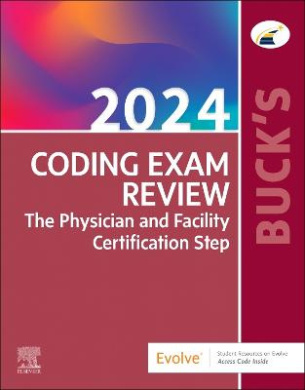 2024
BUCK'S
CODING EXAM
REVIEW
The Physician and Facility
Certification Step
ELSEVIER
Evolve
Student Resources on Evolve
Access Code Inside